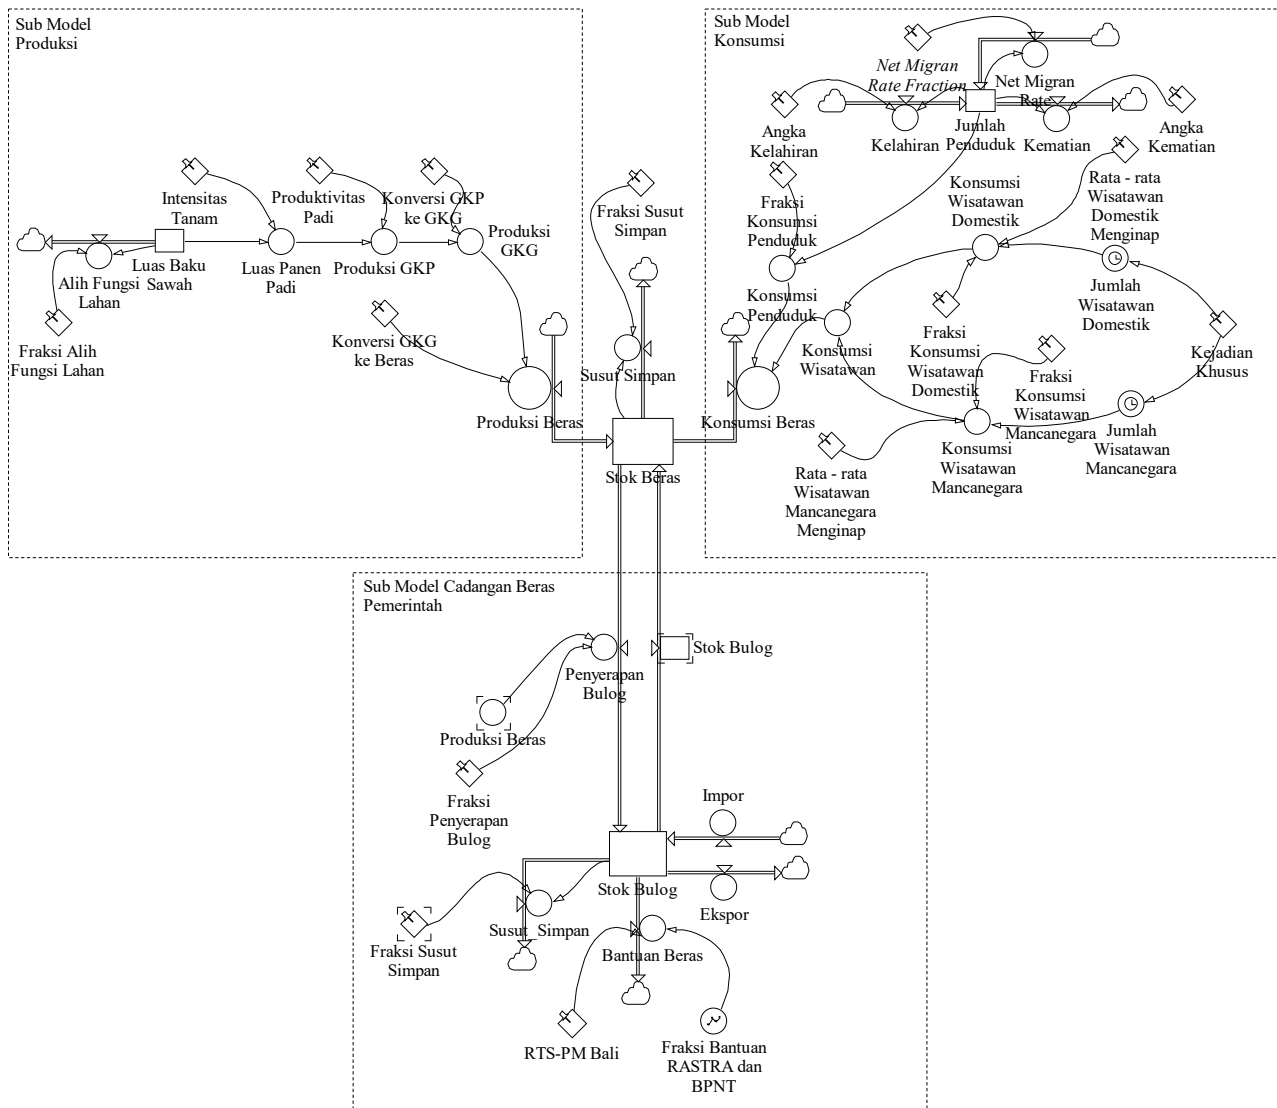 Sub Model
Produksi
Intensitas
Tanam
Produktivitas
Padi
Konversi GKP
ke GKG
Produksi
GKG
Luas Baku
Sawah
Alih Fungsi
Lahan
Luas Panen
Padi
Produksi GKP
Fraksi Alih
Fungsi Lahan
Konversi GKG
ke Beras
Produksi Beras
Fraksi Susut
Simpan
Susut Simpan
Stok Beras
Sub Model
Konsumsi
Net Migran
Rate Fraction
Net Migran
Rate
Angka
Kelahiran
Kelahiran
Jumlah
Penduduk
Kematian
Angka
Kematian
Fraksi
Konsumsi
Penduduk
Konsumsi
Wisatawan
Domestik
Rata - rata
Wisatawan
Domestik
Menginap
Konsumsi
Penduduk
Jumlah
Wisatawan
Domestik
Konsumsi
Wisatawan
Fraksi
Konsumsi
Wisatawan
Domestik
Kejadian
Khusus
Fraksi
Konsumsi
Wisatawan
Mancanegara
Konsumsi Beras
Konsumsi
Wisatawan
Mancanegara
Jumlah
Wisatawan
Mancanegara
Rata - rata
Wisatawan
Mancanegara
Menginap
Sub Model Cadangan Beras
Pemerintah
Penyerapan
Bulog
Stok Bulog
Produksi Beras
Fraksi
Penyerapan
Bulog
Impor
Stok Bulog
Ekspor
Fraksi Susut
Simpan
Susut_Simpan
Bantuan Beras
RTS-PM Bali
Fraksi Bantuan
RASTRA dan
BPNT